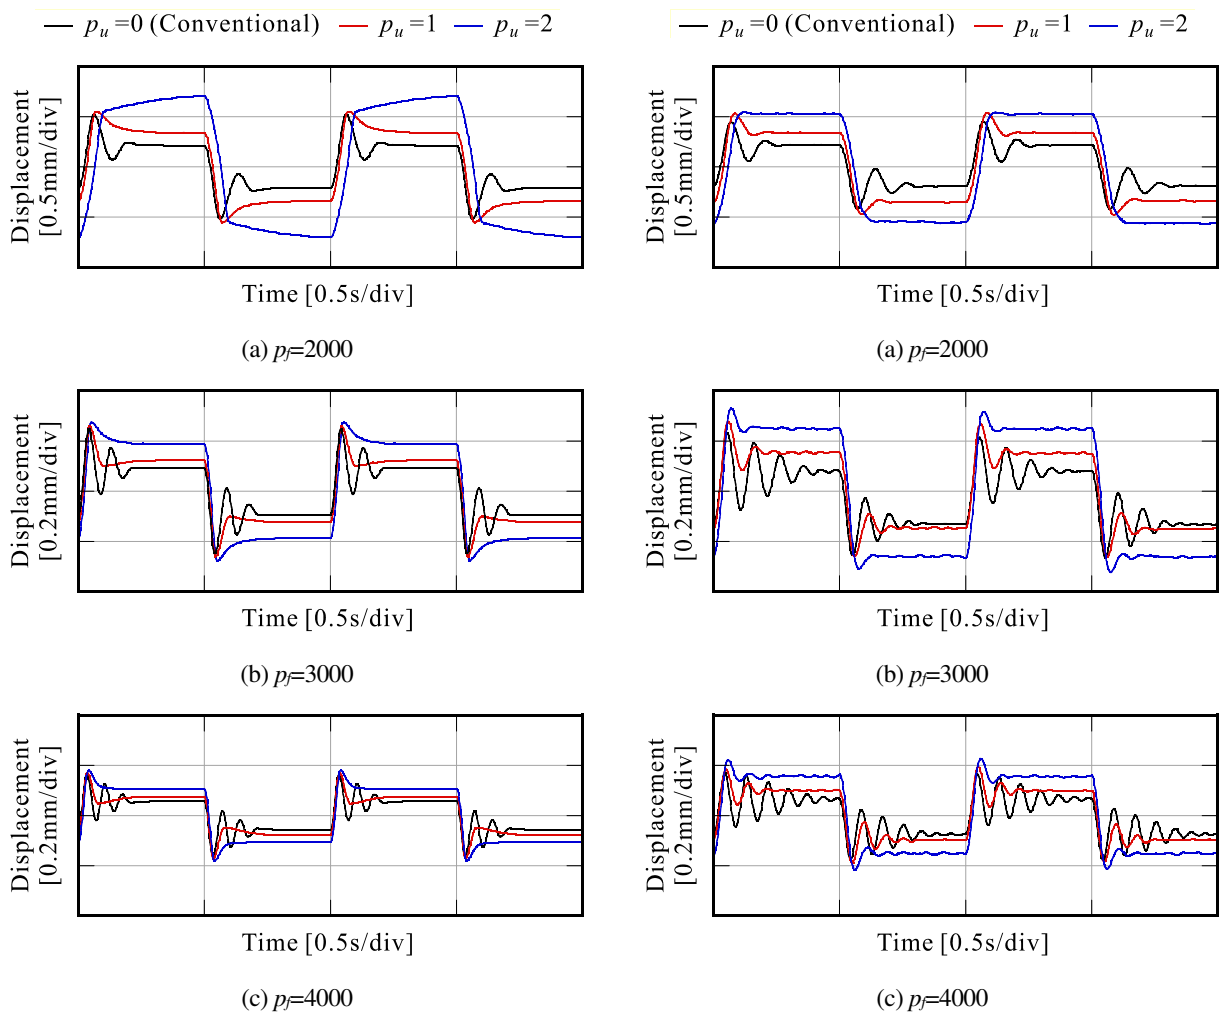 p_u=0 (Conventional) p_u=1 p_u=2
Displacement
[0.5mm/div]
Time [0.5s/div]
(a) p_f=2000
Displacement
[0.2mm/div]
Time [0.5s/div]
(b) p_f=3000
Displacement
[0.2mm/div]
Time [0.5s/div]
(c) p_f=4000
p_u=0 (Conventional) p_u=1 p_u=2
Displacement
[0.5mm/div]
Time [0.5s/div]
(a) p_f=2000
Displacement
[0.2mm/div]
Time [0.5s/div]
(b) p_f=3000
Displacement
[0.2mm/div]
Time [0.5s/div]
(c) p_f=4000